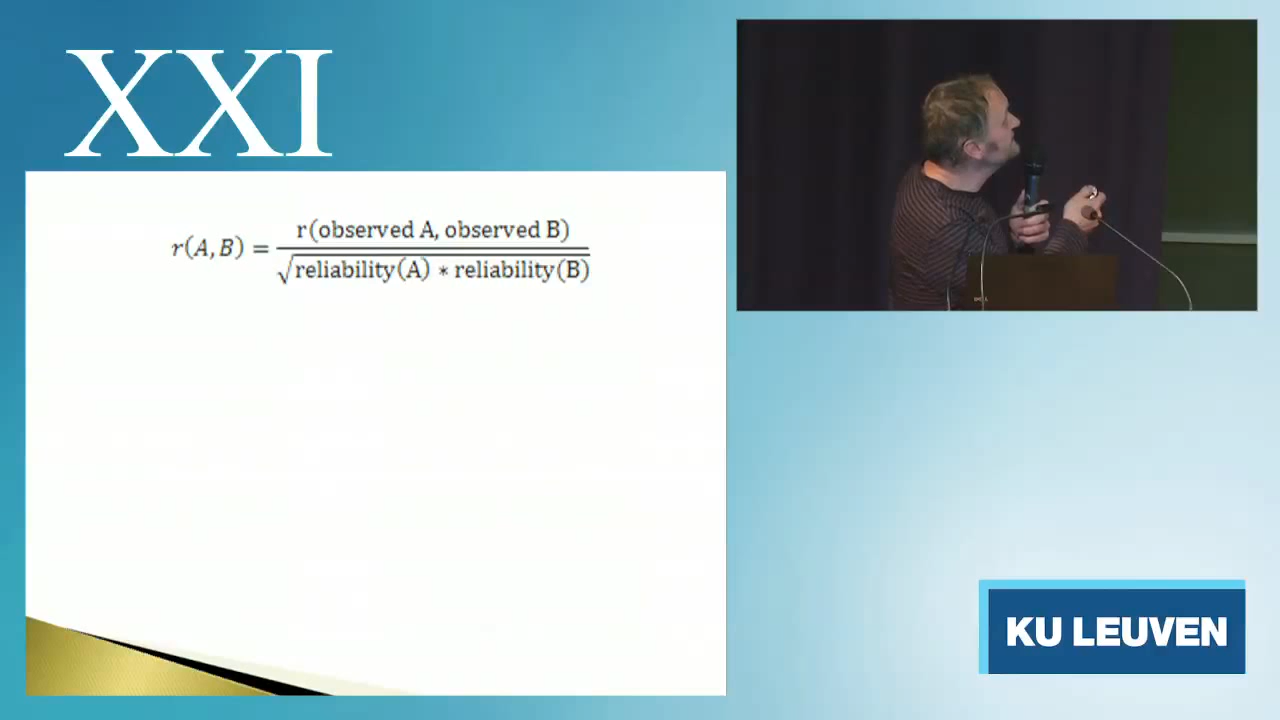 XXI
r(A, B) = r(observed A, observed B) / √reliability(A) ∗ reliability(B)
KU LEUVEN